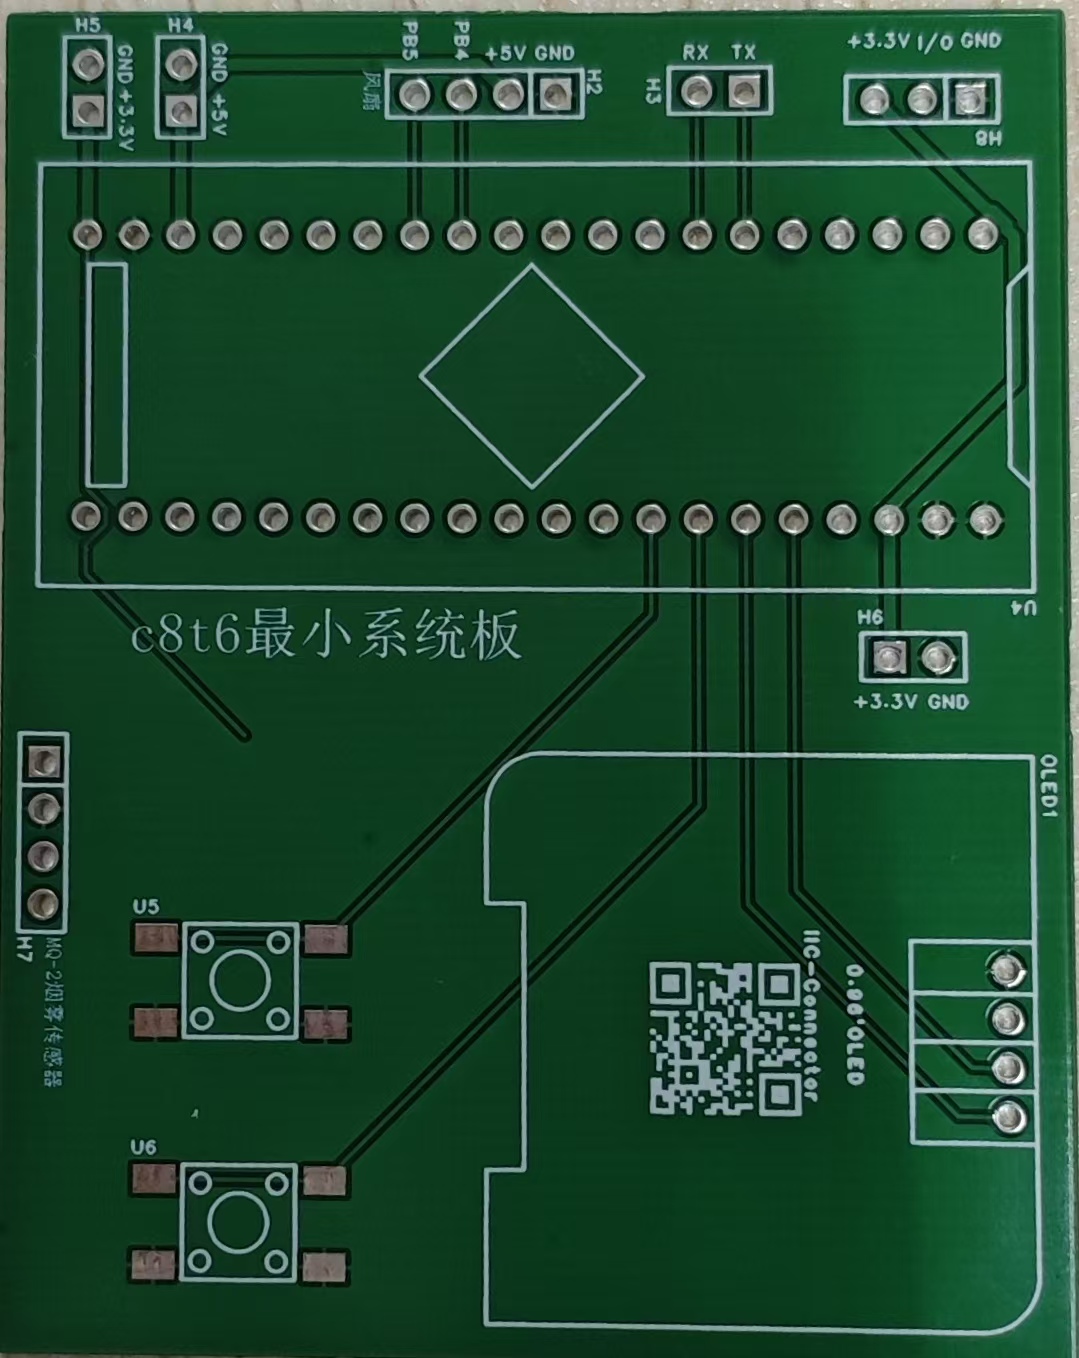 H5
H4
GND +3.3V
GND +5V
PB5
PB4
+5V GND
H2
风扇
RX TX
H3
+3.3V I/O GND
H8
U4
c8t6最小系统板
H6
+3.3V GND
OLED1
H7
MQ-2烟雾传感器
U5
IIC-Connector
0.96'OLED
U6